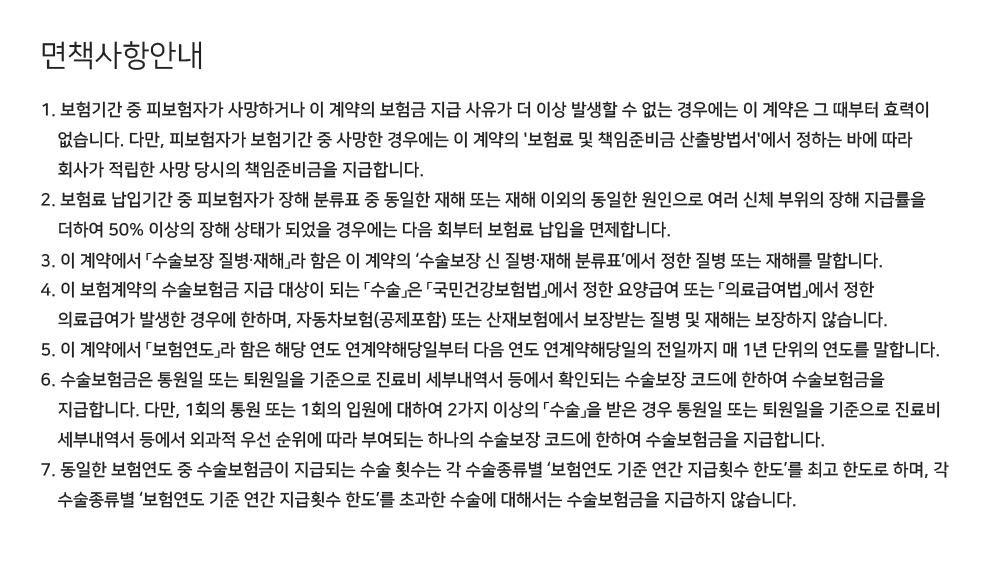 면책사항안내
1. 보험기간 중 피보험자가 사망하거나 이 계약의 보험금 지급 사유가 더 이상 발생할 수 없는 경우에는 이 계약은 그 때부터 효력이
없습니다. 다만, 피보험자가 보험기간 중 사망한 경우에는 이 계약의 '보험료 및 책임준비금 산출방법서'에서 정하는 바에 따라
회사가 적립한 사망 당시의 책임준비금을 지급합니다.
2. 보험료 납입기간 중 피보험자가 장해 분류표 중 동일한 재해 또는 재해 이외의 동일한 원인으로 여러 신체 부위의 장해 지급률을
더하여 50% 이상의 장해 상태가 되었을 경우에는 다음 회부터 보험료 납입을 면제합니다.
3. 이 계약에서 「수술보장 질병·재해」라 함은 이 계약의 ‘수술보장 신 질병·재해 분류표’에서 정한 질병 또는 재해를 말합니다.
4. 이 보험계약의 수술보험금 지급 대상이 되는 「수술」은 「국민건강보험법」에서 정한 요양급여 또는 「의료급여법」에서 정한
의료급여가 발생한 경우에 한하며, 자동차보험(공제포함) 또는 산재보험에서 보장받는 질병 및 재해는 보장하지 않습니다.
5. 이 계약에서 「보험연도」라 함은 해당 연도 연계약해당일부터 다음 연도 연계약해당일의 전일까지 매 1년 단위의 연도를 말합니다.
6. 수술보험금은 통원일 또는 퇴원일을 기준으로 진료비 세부내역서 등에서 확인되는 수술보장 코드에 한하여 수술보험금을
지급합니다. 다만, 1회의 통원 또는 1회의 입원에 대하여 2가지 이상의 「수술」을 받은 경우 통원일 또는 퇴원일을 기준으로 진료비
세부내역서 등에서 외과적 우선 순위에 따라 부여되는 하나의 수술보장 코드에 한하여 수술보험금을 지급합니다.
7. 동일한 보험연도 중 수술보험금이 지급되는 수술 횟수는 각 수술종류별 ‘보험연도 기준 연간 지급횟수 한도’를 최고 한도로 하며, 각
수술종류별 ‘보험연도 기준 연간 지급횟수 한도’를 초과한 수술에 대해서는 수술보험금을 지급하지 않습니다.